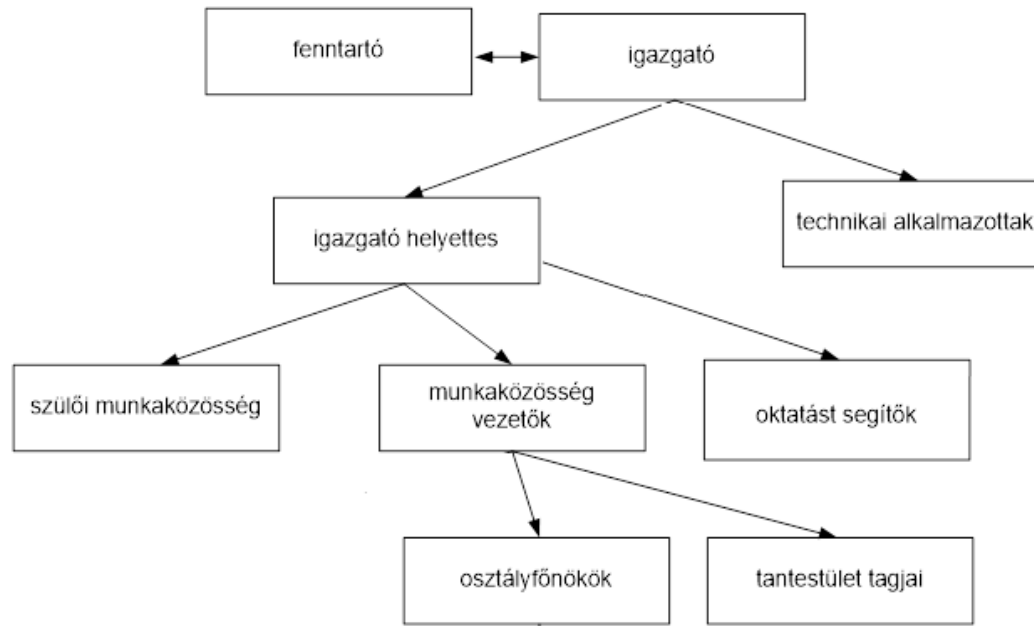 fenntartó
igazgató
igazgató helyettes
technikai alkalmazottak
szülői munkaközösség
munkaközösség
vezetők
oktatást segítők
osztályfőnökök
tantestület tagjai